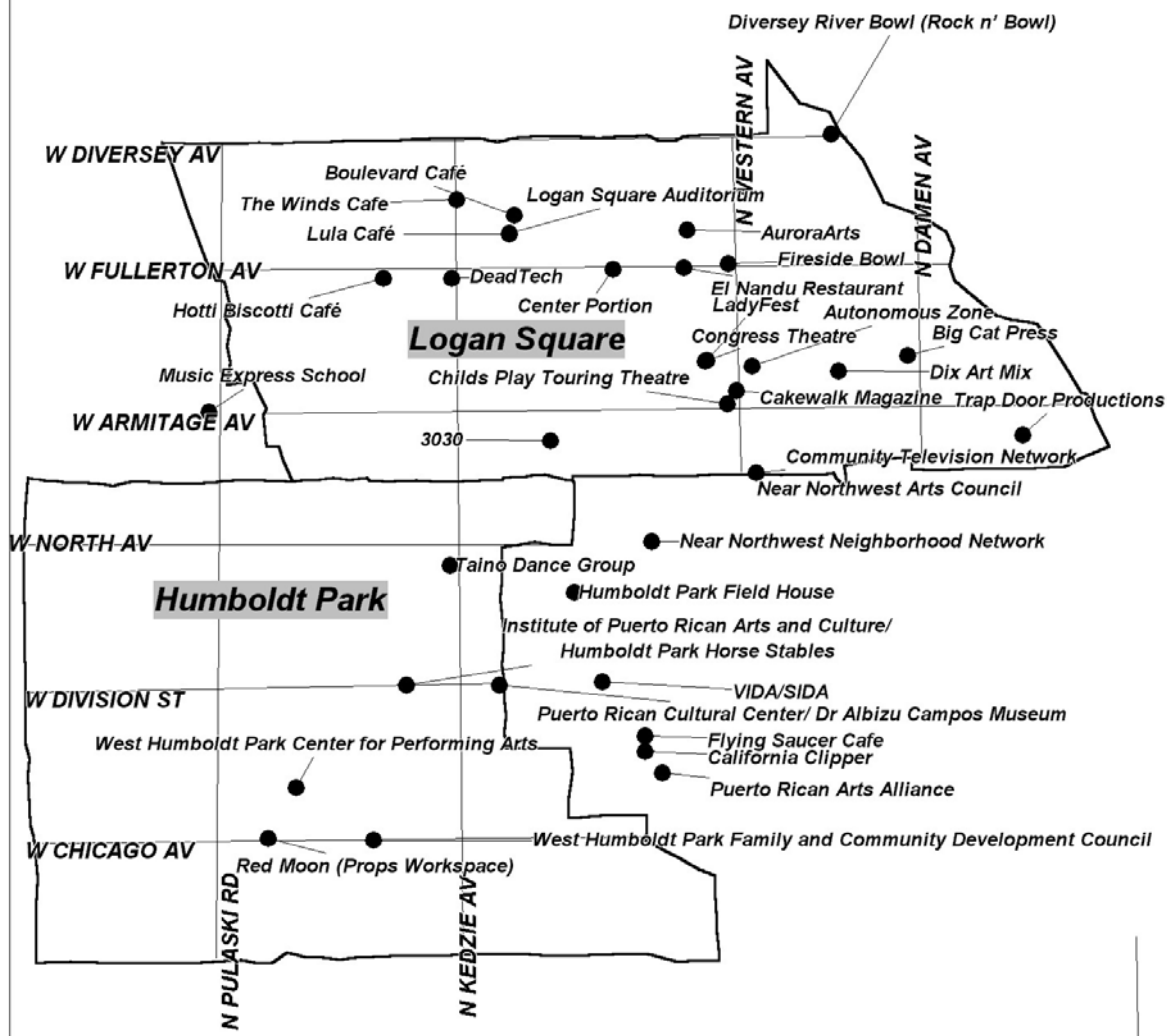 Diversey River Bowl (Rock n' Bowl)
N WESTERN AV
W DIVERSEY AV
N DAMEN AV
Boulevard Café
Logan Square Auditorium
The Winds Cafe
Lula Café
AuroraArts
W FULLERTON AV
Fireside Bowl
DeadTech
El Nandu Restaurant
Hotti Biscotti Café
Center Portion
LadyFest
Autonomous Zone
Logan Square
Congress Theatre
Big Cat Press
Music Express School
Childs Play Touring Theatre
Dix Art Mix
Cakewalk Magazine
Trap Door Productions
W ARMITAGE AV
3030
Community Television Network
Near Northwest Arts Council
W NORTH AV
Near Northwest Neighborhood Network
Taino Dance Group
Humboldt Park
Humboldt Park Field House
Institute of Puerto Rican Arts and Culture/
Humboldt Park Horse Stables
W DIVISION ST
VIDA/SIDA
Puerto Rican Cultural Center/ Dr Albizu Campos Museum
West Humboldt Park Center for Performing Arts
Flying Saucer Cafe
California Clipper
Puerto Rican Arts Alliance
W CHICAGO AV
West Humboldt Park Family and Community Development Council
Red Moon (Props Workspace)
N PULASKI RD
N KEDZIE AV